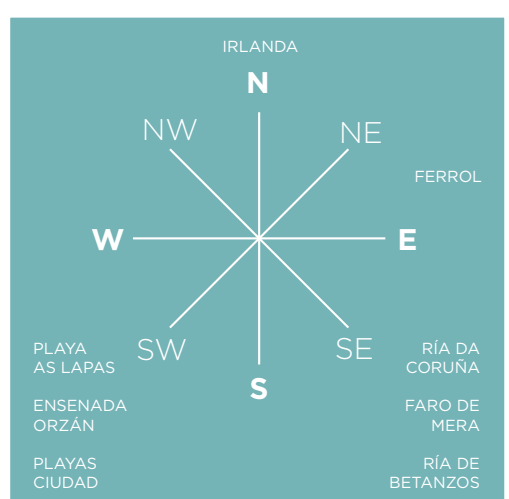 IRLANDA
N
NW
NE
FERROL
W
E
SW
SE
S
PLAYA
AS LAPAS
ENSENADA
ORZÁN
PLAYAS
CIUDAD
RÍA DA
CORUÑA
FARO DE
MERA
RÍA DE
BETANZOS